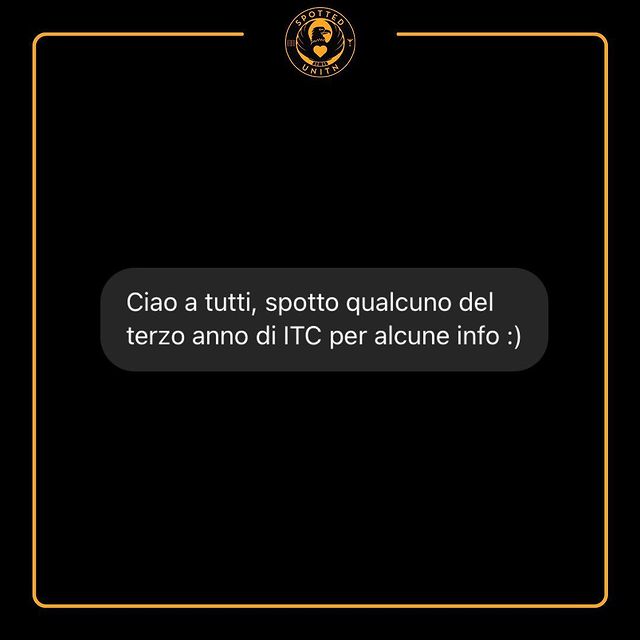 SPOTTED
UNITN
Ciao a tutti, spotto qualcuno del
terzo anno di ITC per alcune info :)